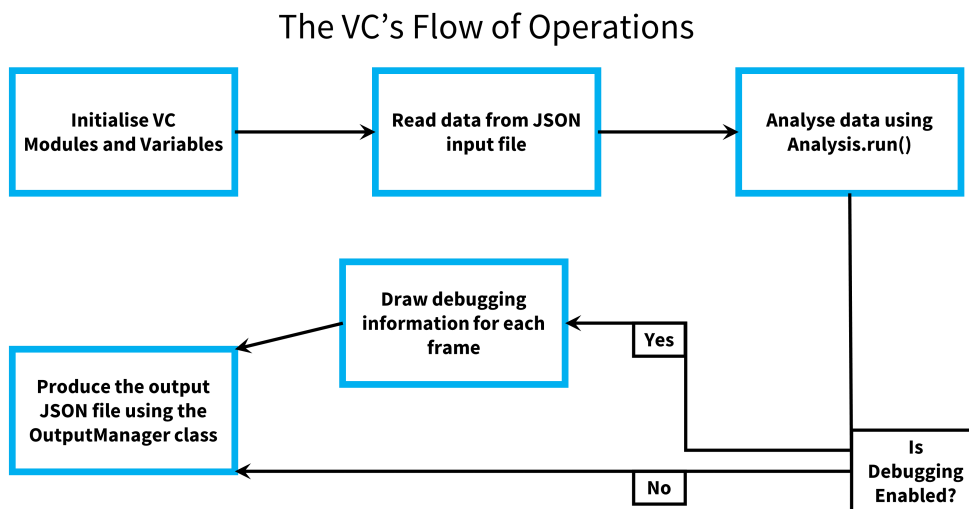 The VC’s Flow of Operations
Initialise VC
Modules and Variables
Read data from JSON
input file
Analyse data using
Analysis.run()
Is
Debugging
Enabled?
Yes
Draw debugging
information for each
frame
No
Produce the output
JSON file using the
OutputManager class